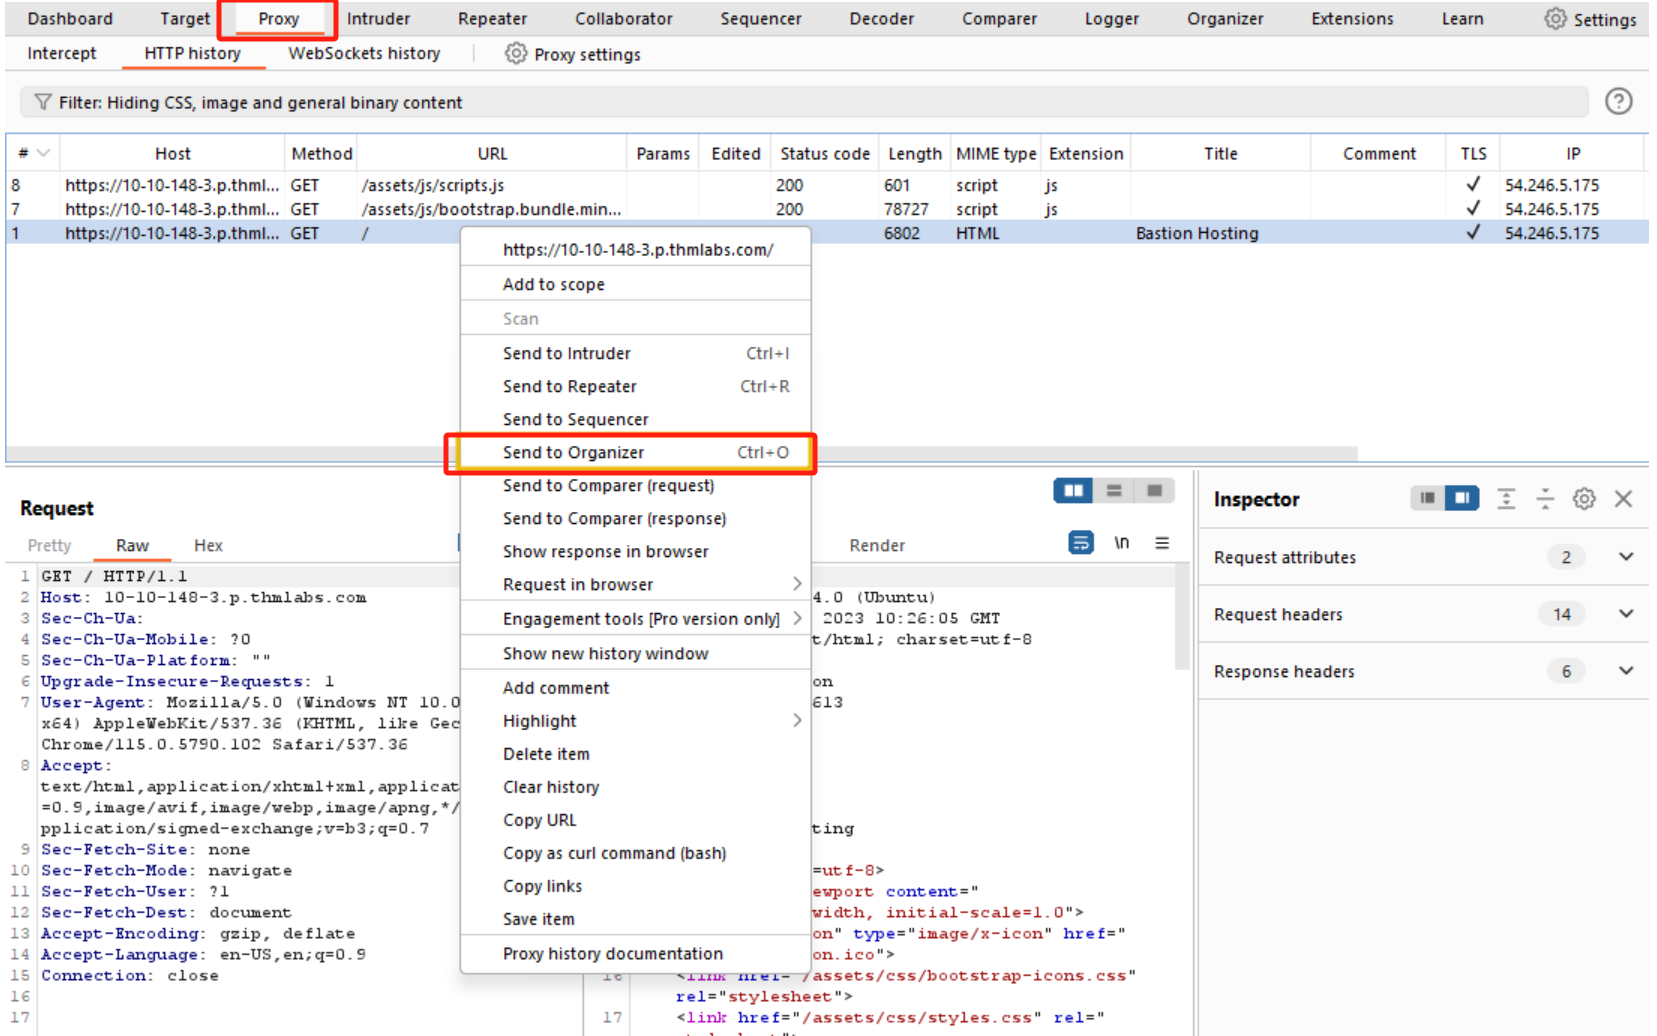 Dashboard Target Proxy Intruder Repeater Collaborator Sequencer Decoder Comparer Logger Organizer Extensions Learn Settings
Intercept HTTP history WebSockets history Proxy settings
Filter: Hiding CSS, image and general binary content
# Host Method URL Params Edited Status code Length MIME type Extension Title Comment TLS IP
8 https://10-10-148-3.p.thml... GET /assets/js/scripts.js 200 601 script js ✓ 54.246.5.175
7 https://10-10-148-3.p.thml... GET /assets/js/bootstrap.bundle.min... 200 78727 script js ✓ 54.246.5.175
1 https://10-10-148-3.p.thml... GET / 6802 HTML Bastion Hosting ✓ 54.246.5.175
https://10-10-148-3.p.thmlabs.com/
Add to scope
Scan
Send to Intruder Ctrl+I
Send to Repeater Ctrl+R
Send to Sequencer
Send to Organizer Ctrl+O
Send to Comparer (request)
Send to Comparer (response)
Show response in browser
Request in browser
Engagement tools [Pro version only]
Show new history window
Add comment
Highlight
Delete item
Clear history
Copy URL
Copy as curl command (bash)
Copy links
Save item
Proxy history documentation
Request
Pretty Raw Hex
1 GET / HTTP/1.1
2 Host: 10-10-148-3.p.thmlabs.com
3 Sec-Ch-Ua:
4 Sec-Ch-Ua-Mobile: ?0
5 Sec-Ch-Ua-Platform: ""
6 Upgrade-Insecure-Requests: 1
7 User-Agent: Mozilla/5.0 (Windows NT 10.0
x64) AppleWebKit/537.36 (KHTML, like Gec
Chrome/115.0.5790.102 Safari/537.36
8 Accept:
text/html,application/xhtml+xml,applicat
=0.9,image/avif,image/webp,image/apng,*/
pplication/signed-exchange;v=b3;q=0.7
9 Sec-Fetch-Site: none
10 Sec-Fetch-Mode: navigate
11 Sec-Fetch-User: ?1
12 Sec-Fetch-Dest: document
13 Accept-Encoding: gzip, deflate
14 Accept-Language: en-US,en;q=0.9
15 Connection: close
16
17
Render \n
4.0 (Ubuntu)
2023 10:26:05 GMT
t/html; charset=utf-8
on
613
ting
=utf-8>
ewport content="
width, initial-scale=1.0">
on" type="image/x-icon" href="
on.ico">
<link href="/assets/css/bootstrap-icons.css"
rel="stylesheet">
17 <link href="/assets/css/styles.css" rel="
Inspector
Request attributes 2
Request headers 14
Response headers 6